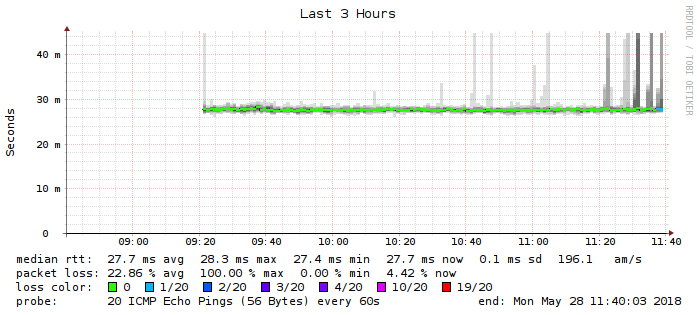 Last 3 Hours
RRDTOOL / TOBI OETIKER
Seconds
40 m
30 m
20 m
10 m
0
09:00 09:20 09:40 10:00 10:20 10:40 11:00 11:20 11:40
median rtt: 27.7 ms avg 28.3 ms max 27.4 ms min 27.7 ms now 0.1 ms sd 196.1 am/s
packet loss: 22.86 % avg 100.00 % max 0.00 % min 4.42 % now
loss color: 0 1/20 2/20 3/20 4/20 10/20 19/20
probe: 20 ICMP Echo Pings (56 Bytes) every 60s end: Mon May 28 11:40:03 2018